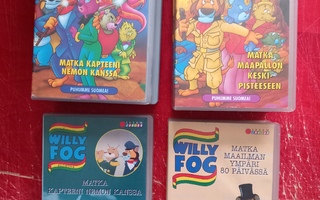 MATKA KAPTEENI
NEMON KANSSA
PUHUMME SUOMEA!
MATKA
MAAPALLON
KESKI-
PISTEESEEN
PUHUMME SUOMEA!
WILLY
FOG
MATKA
KAPTEENI NEMON KANSSA
WILLY
FOG
MATKA
MAAILMAN
YMPÄRI
80 PÄIVÄSSÄ